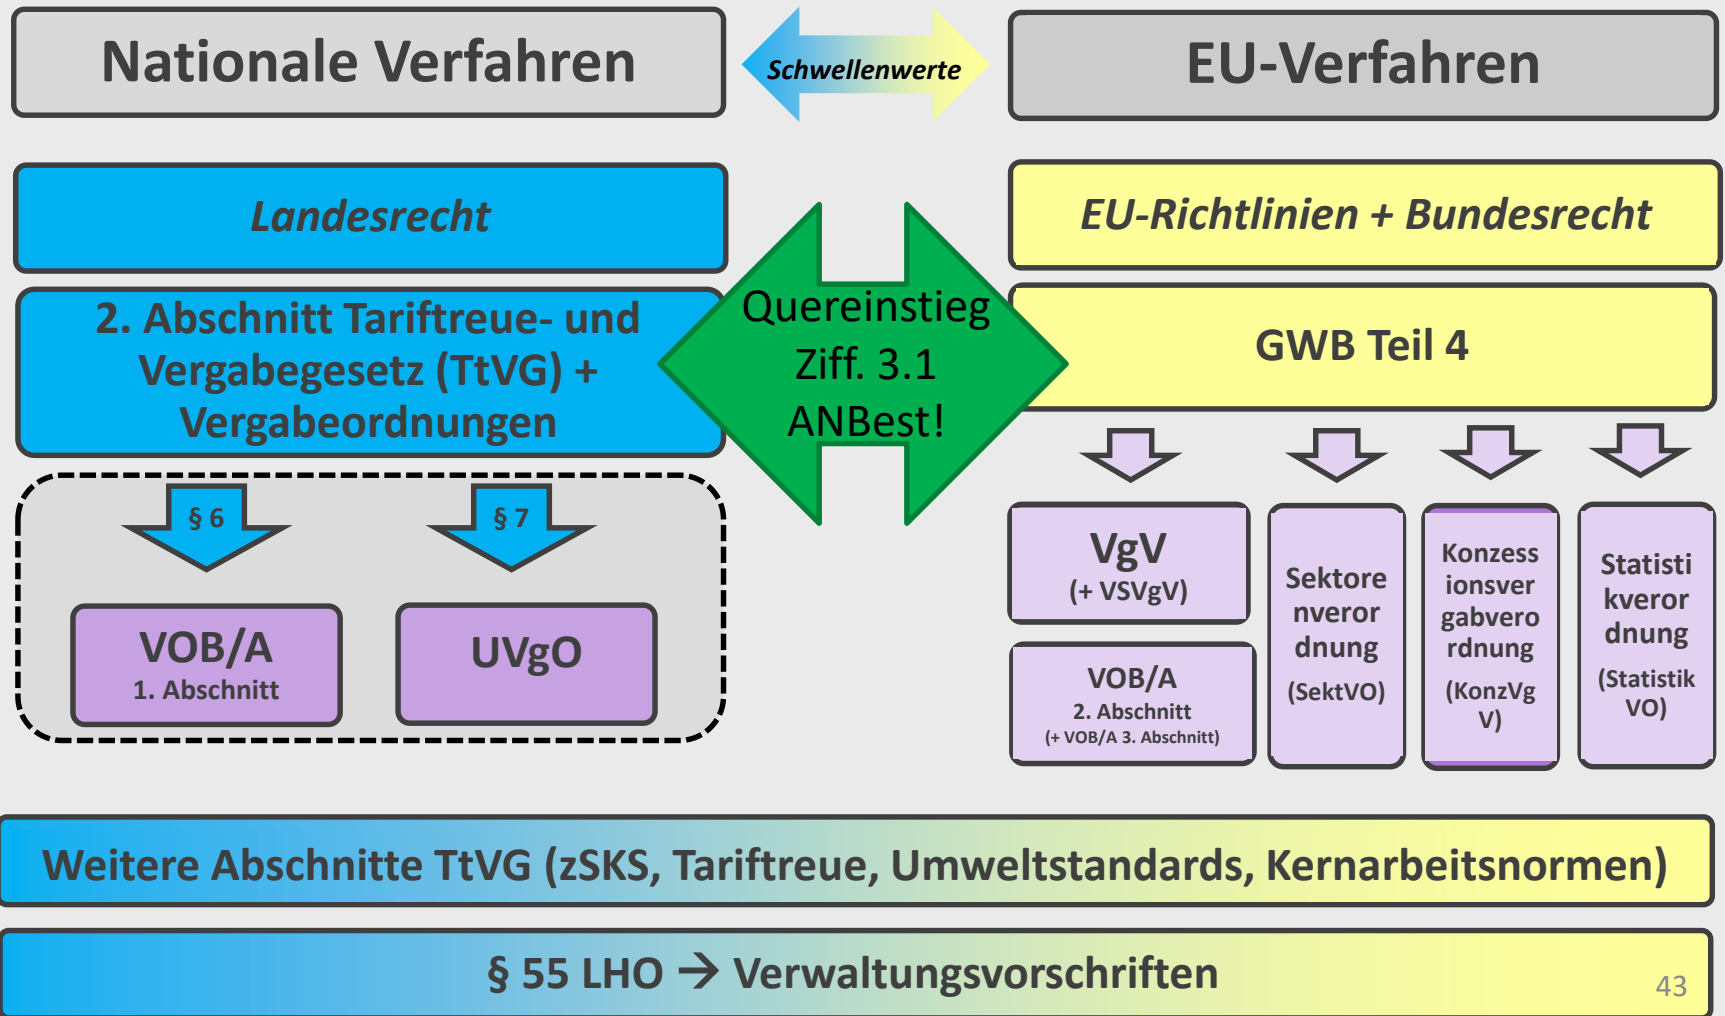 Nationale Verfahren
Schwellenwerte
EU-Verfahren
Landesrecht
EU-Richtlinien + Bundesrecht
2. Abschnitt Tariftreue- und
Vergabegesetz (TtVG) +
Vergabeordnungen
Quereinstieg
Ziff. 3.1
ANBest!
GWB Teil 4
§ 6
§ 7
VOB/A
1. Abschnitt
UVgO
VgV
(+ VSVgV)
VOB/A
2. Abschnitt
(+ VOB/A 3. Abschnitt)
Sektore
nveror
dnung
(SektVO)
Konzess
ionsver
gabvero
rdnung
(KonzVg
V)
Statisti
kveror
dnung
(Statistik
VO)
Weitere Abschnitte TtVG (zSKS, Tariftreue, Umweltstandards, Kernarbeitsnormen)
§ 55 LHO → Verwaltungsvorschriften
43